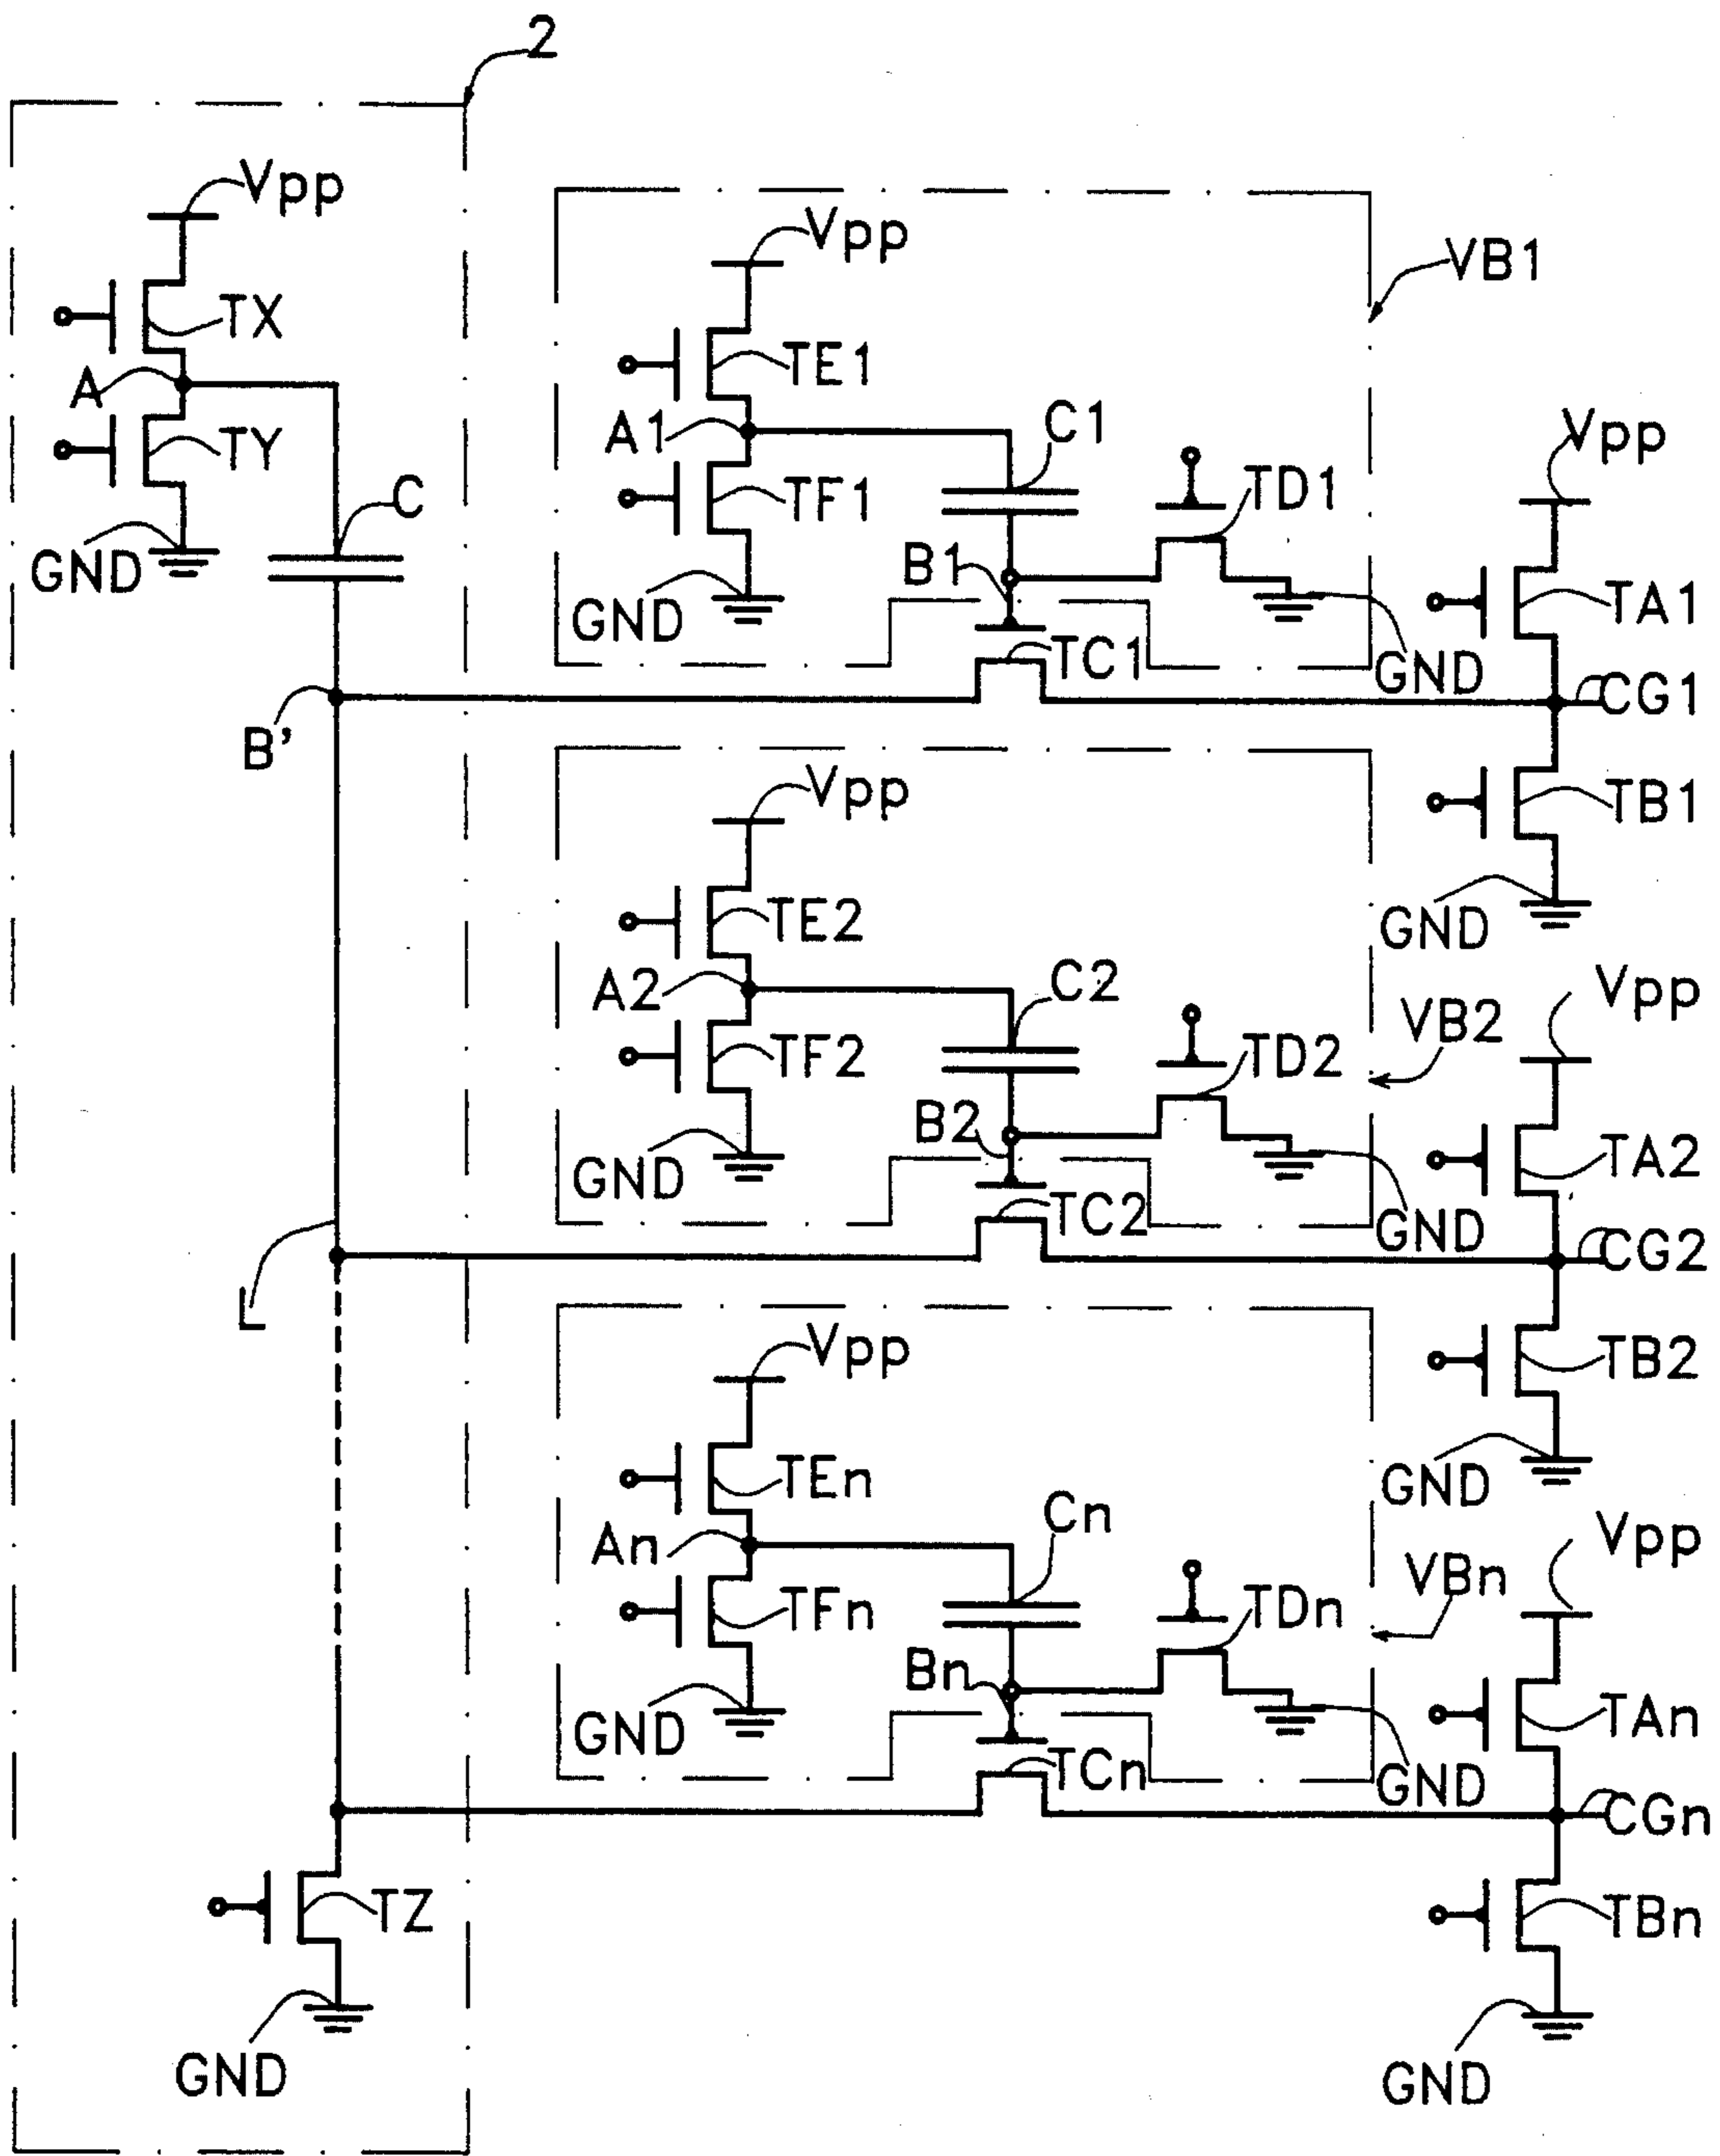 2
Vpp
TX
A
TY
C
GND
B'
L
TZ
GND
Vpp
VB1
TE1
A1
C1
TF1
TD1
B1
GND
TC1
GND
Vpp
TA1
CG1
TB1
GND
Vpp
TE2
A2
C2
VB2
TF2
TD2
B2
GND
TC2
GND
Vpp
TA2
CG2
TB2
GND
Vpp
TEn
An
Cn
VBn
TFn
TDn
Bn
GND
TCn
GND
Vpp
TAn
CGn
TBn
GND